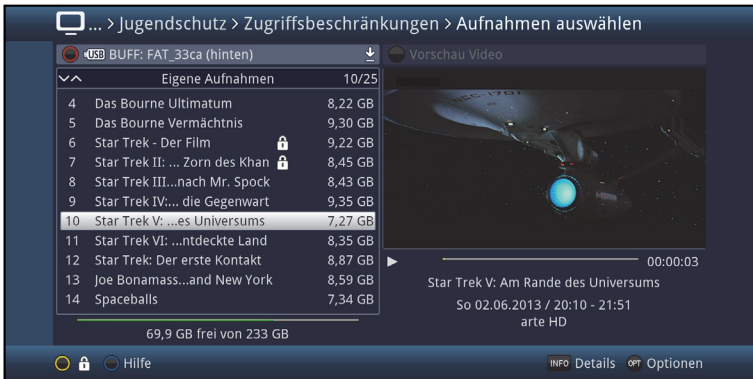 ... > Jugendschutz > Zugriffsbeschränkungen > Aufnahmen auswählen
USB BUFF: FAT_33ca (hinten)
Vorschau Video
Eigene Aufnahmen 10/25
4 Das Bourne Ultimatum 8,22 GB
5 Das Bourne Vermächtnis 9,30 GB
6 Star Trek - Der Film 9,22 GB
7 Star Trek II: ... Zorn des Khan 8,45 GB
8 Star Trek III...nach Mr. Spock 8,43 GB
9 Star Trek IV:... die Gegenwart 9,35 GB
10 Star Trek V: ...es Universums 7,27 GB
11 Star Trek VI: ...ntdeckte Land 8,35 GB
12 Star Trek: Der erste Kontakt 8,87 GB
13 Joe Bonamass...and New York 8,59 GB
14 Spaceballs 7,34 GB
69,9 GB frei von 233 GB
NCC-1701
00:00:03
Star Trek V: Am Rande des Universums
So 02.06.2013 / 20:10 - 21:51
arte HD
Hilfe
INFO Details OPT Optionen